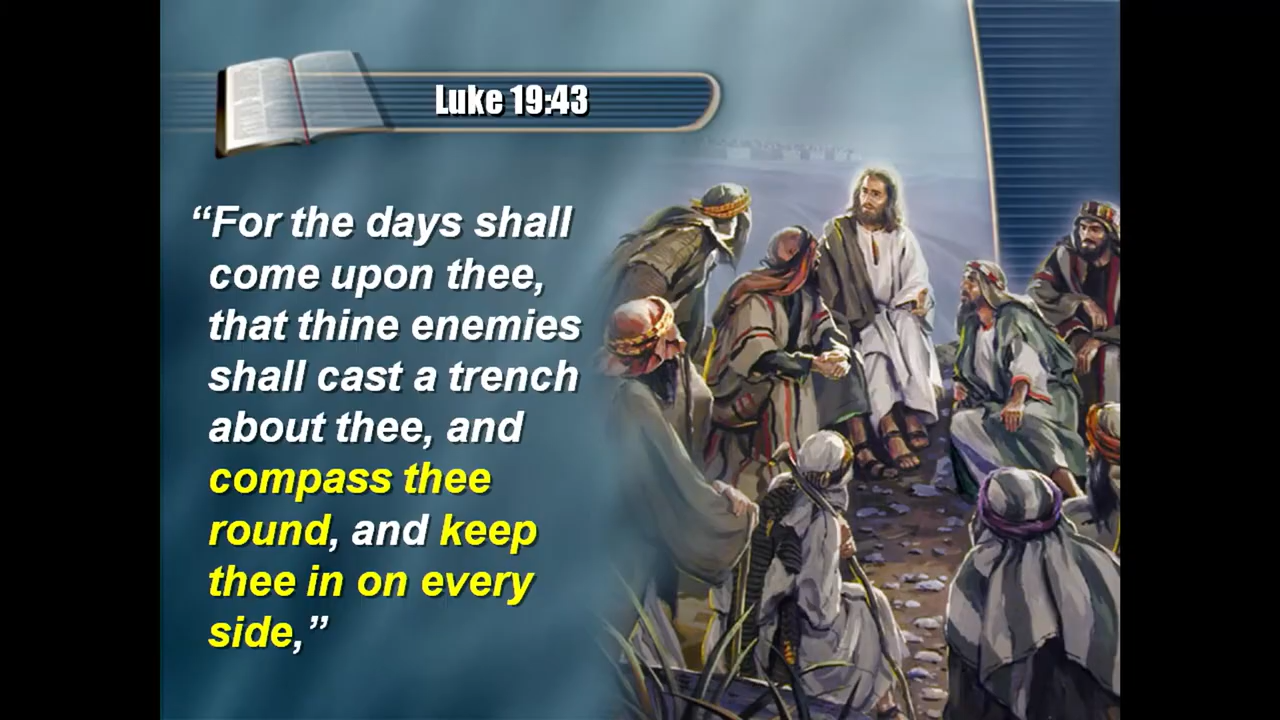 Luke 19:43
“For the days shall
come upon thee,
that thine enemies
shall cast a trench
about thee, and
compass thee
round, and keep
thee in on every
side,”